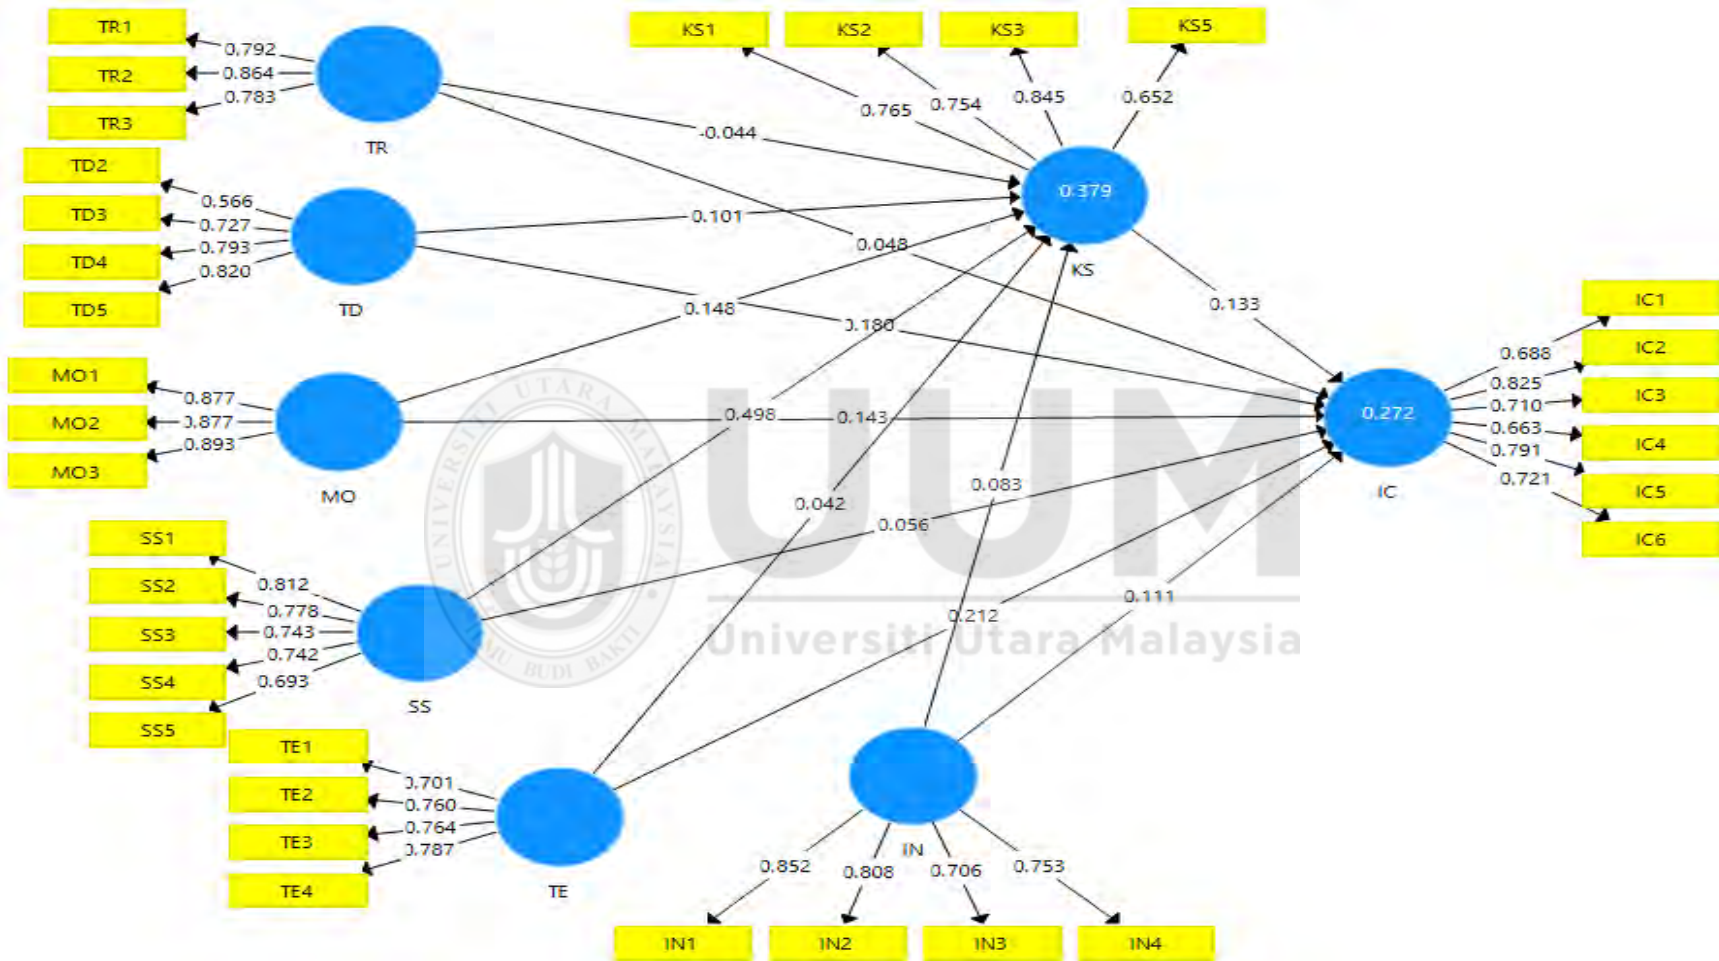 TR1
TR2
TR3
0.792
0.864
0.783
TR
TD2
TD3
TD4
TD5
0.566
0.727
0.793
0.820
TD
MO1
MO2
MO3
0.877
0.877
0.893
MO
SS1
SS2
SS3
SS4
SS5
0.812
0.778
0.743
0.742
0.693
SS
TE1
TE2
TE3
TE4
0.701
0.760
0.764
0.787
TE
KS1
KS2
KS3
KS5
0.765
0.754
0.845
0.652
0.379
KS
-0.044
0.101
0.048
0.148
0.180
0.133
0.498
0.143
0.042
0.083
0.056
0.212
0.111
0.272
IC
IC1
IC2
IC3
IC4
IC5
IC6
0.688
0.825
0.710
0.663
0.791
0.721
IN
0.852
0.808
0.706
0.753
IN1
IN2
IN3
IN4
UNIVERSITI UTARA MALAYSIA
ILMU BUDI BAKTI
UUM
Universiti Utara Malaysia